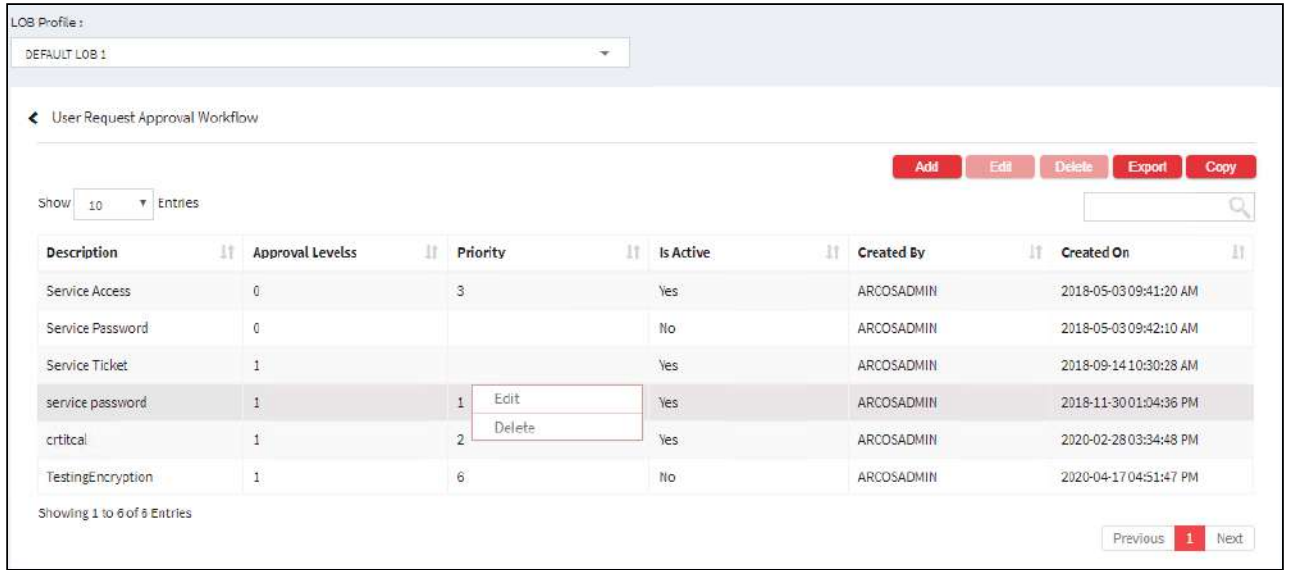 LOB Profile :
DEFAULT LOB 1
User Request Approval Workflow
Add Edit Delete Export Copy
Show 10 Entries
Description Approval Levelss Priority Is Active Created By Created On
Service Access 0 3 Yes ARCOSADMIN 2018-05-03 09:41:20 AM
Service Password 0 No ARCOSADMIN 2018-05-03 09:42:10 AM
Service Ticket 1 Yes ARCOSADMIN 2018-09-14 10:30:28 AM
service password 1 1 Edit Yes ARCOSADMIN 2018-11-30 01:04:36 PM
Delete
crtitcal 1 2 Yes ARCOSADMIN 2020-02-28 03:34:48 PM
TestingEncryption 1 6 No ARCOSADMIN 2020-04-17 04:51:47 PM
Showing 1 to 6 of 6 Entries
Previous 1 Next